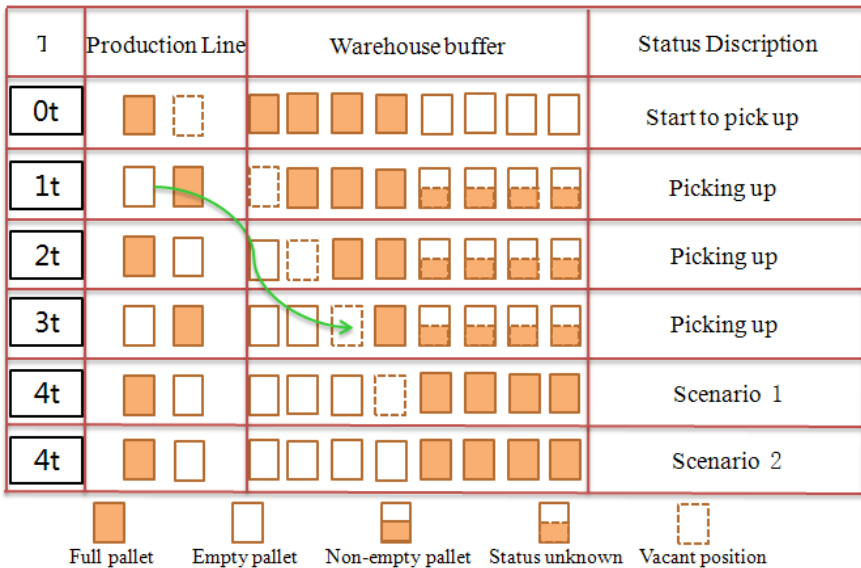 T Production Line Warehouse buffer Status Discription
0t Start to pick up
1t Picking up
2t Picking up
3t Picking up
4t Scenario 1
4t Scenario 2
Full pallet Empty pallet Non-empty pallet Status unknown Vacant position